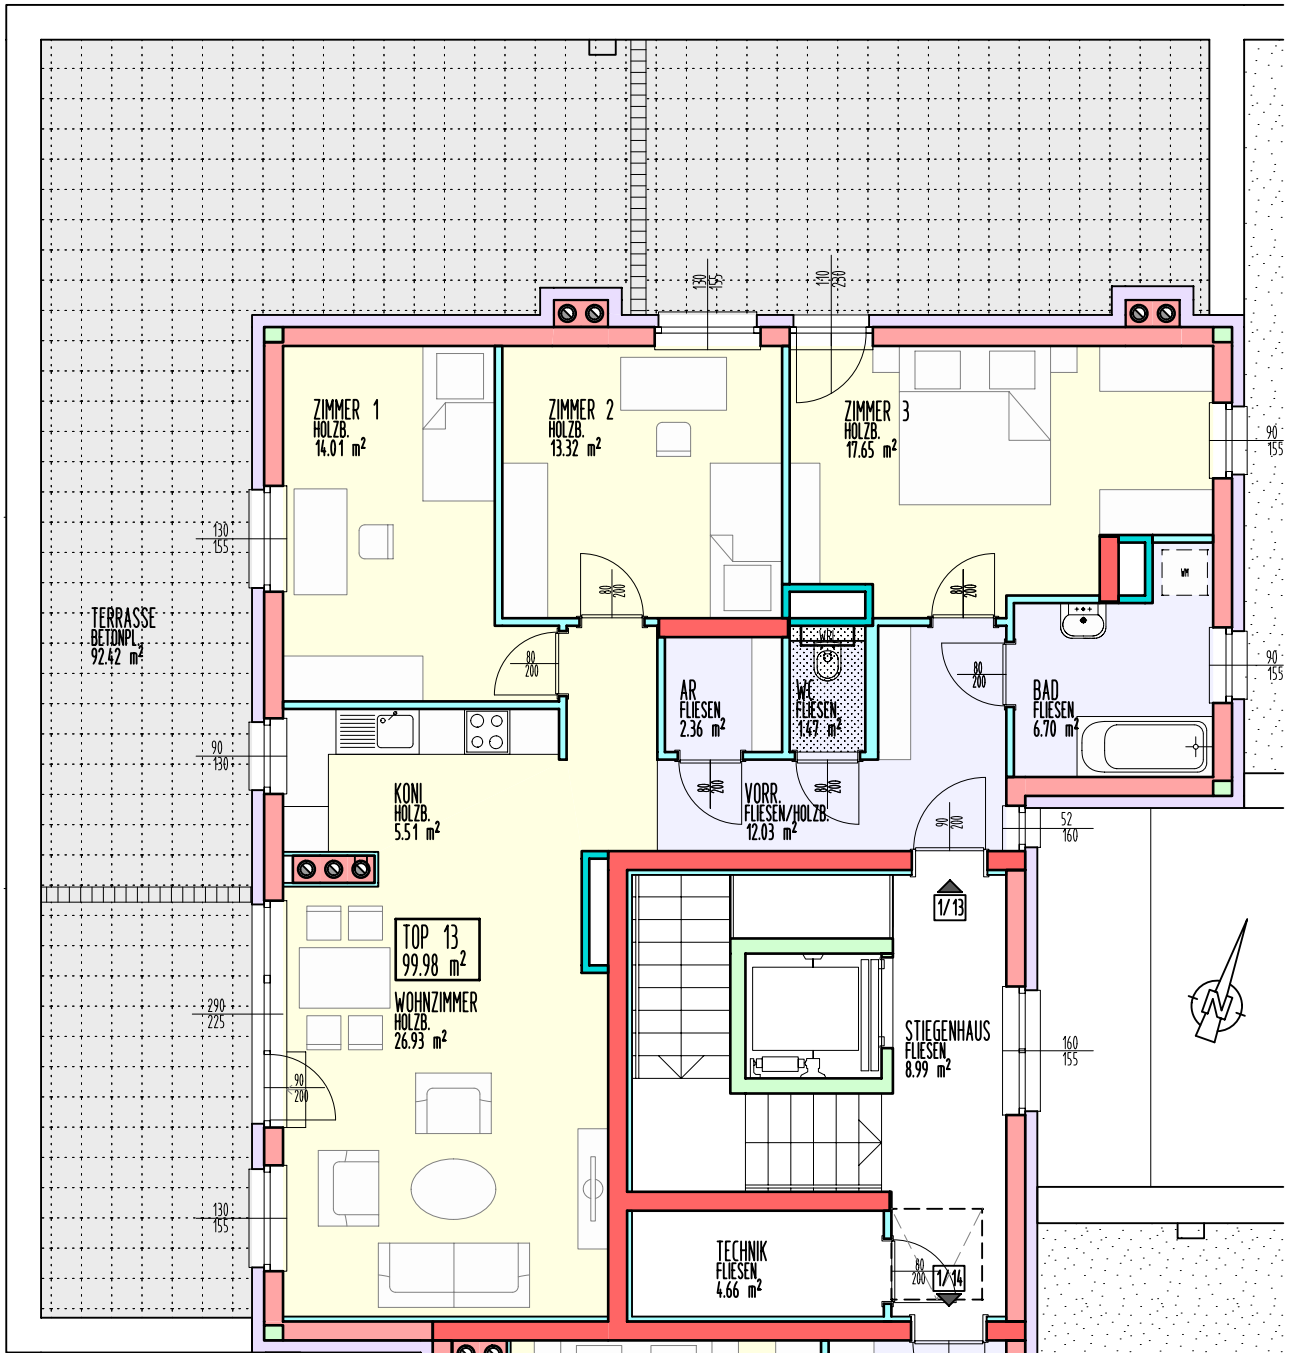 130
155
110
230
ZIMMER 1
HOLZB.
14.01 m²
ZIMMER 2
HOLZB.
13.32 m²
ZIMMER 3
HOLZB.
17.65 m²
90
155
130
155
80
200
80
200
WM
TERRASSE
BETONPL.
92.42 m²
80
200
80
200
90
155
AR
FLIESEN
2.36 m²
WC
FLIESEN
1.47 m²
BAD
FLIESEN
6.70 m²
90
130
KONI
HOLZB.
5.51 m²
80
200
80
200
VORR.
FLIESEN/HOLZB.
12.03 m²
90
200
52
160
1/13
TOP 13
99.98 m²
WOHNZIMMER
HOLZB.
26.93 m²
290
225
STIEGENHAUS
FLIESEN
8.99 m²
N
160
155
90
200
130
155
TECHNIK
FLIESEN
4.66 m²
80
200
1/14